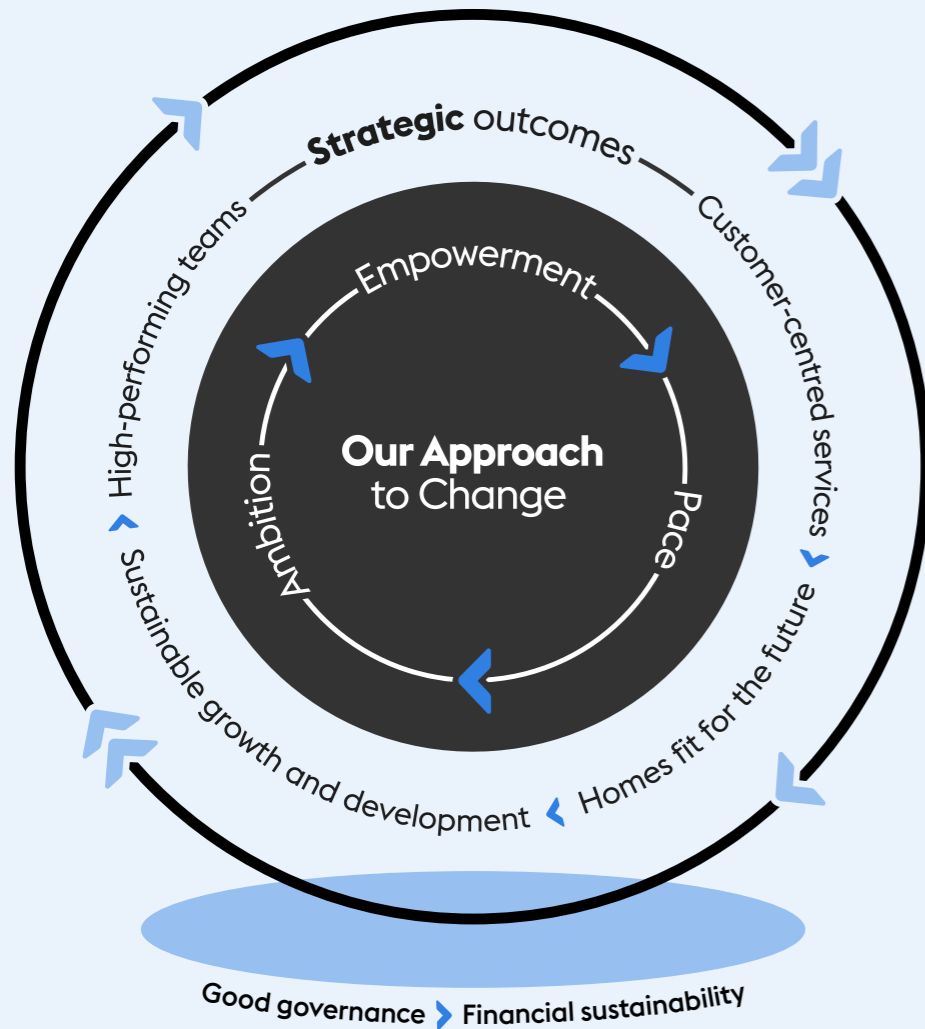 Strategic outcomes
Customer-centred services
Homes fit for the future
Sustainable growth and development
High-performing teams
Empowerment
Pace
Ambition
Our Approach
to Change
Good governance
Financial sustainability